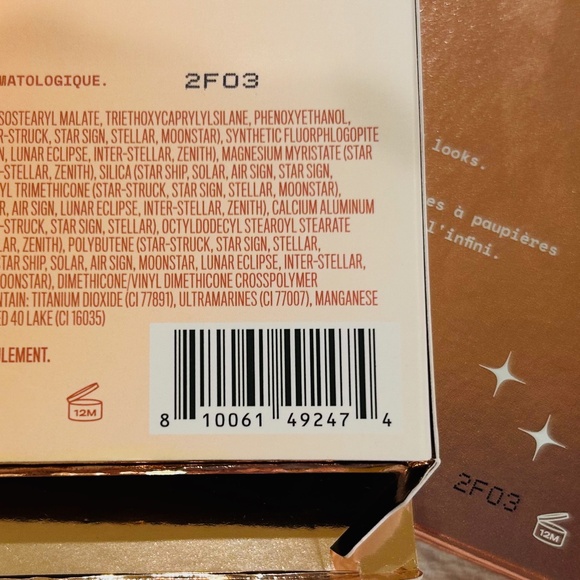 MATOLOGIQUE. 2F03
SOSTEARYL MALATE, TRIETHOXYCAPRYLYLSILANE, PHENOXYETHANOL,
R-STRUCK, STAR SIGN, STELLAR, MOONSTAR), SYNTHETIC FLUORPHLOGOPITE
N, LUNAR ECLIPSE, INTER-STELLAR, ZENITH), MAGNESIUM MYRISTATE (STAR
-STELLAR, ZENITH), SILICA (STAR SHIP, SOLAR, AIR SIGN, STAR SIGN,
YL TRIMETHICONE (STAR-STRUCK, STAR SIGN, STELLAR, MOONSTAR),
R, AIR SIGN, LUNAR ECLIPSE, INTER-STELLAR, ZENITH), CALCIUM ALUMINUM
-STRUCK, STAR SIGN, STELLAR), OCTYLDODECYL STEAROYL STEARATE
LAR, ZENITH), POLYBUTENE (STAR-STRUCK, STAR SIGN, STELLAR,
STAR SHIP, SOLAR, AIR SIGN, MOONSTAR, LUNAR ECLIPSE, INTER-STELLAR,
MOONSTAR), DIMETHICONE/VINYL DIMETHICONE CROSSPOLYMER
NTAIN: TITANIUM DIOXIDE (CI 77891), ULTRAMARINES (CI 77007), MANGANESE
ED 40 LAKE (CI 16035)
ULEMENT.
12M
8 10061 49247 4
looks.
es à paupières
l'infini.
2F03
12M